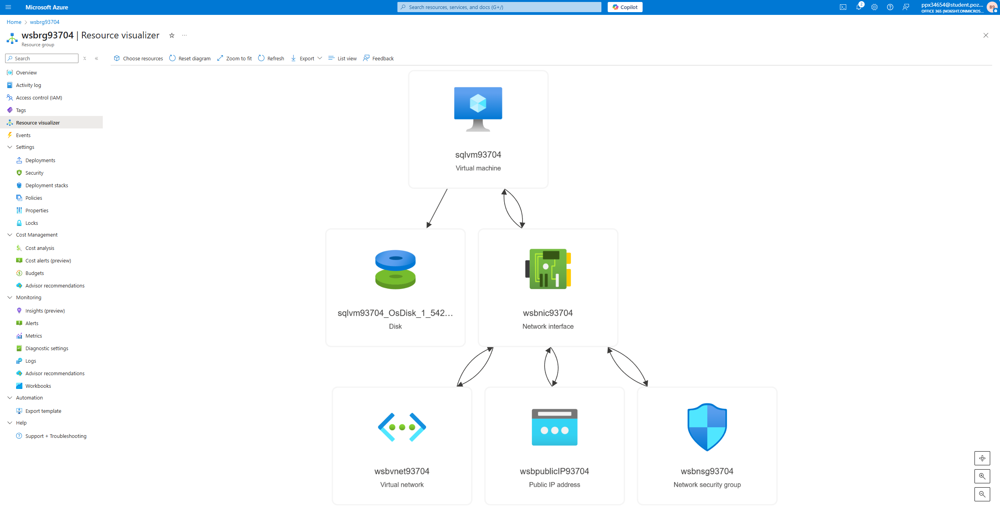 Microsoft Azure
Search resources, services, and docs (G+/)
Copilot
2
ppx34654@student.poz...
OFFICE 365 (M365HT.ONMICROS...
B9
Home > wsbrg93704
wsbrg93704 | Resource visualizer
Resource group
Search
Choose resources
Reset diagram
Zoom to fit
Refresh
Export
List view
Feedback
Overview
Activity log
Access control (IAM)
Tags
Resource visualizer
Events
Settings
Deployments
Security
Deployment stacks
Policies
Properties
Locks
Cost Management
Cost analysis
Cost alerts (preview)
Budgets
Advisor recommendations
Monitoring
Insights (preview)
Alerts
Metrics
Diagnostic settings
Logs
Advisor recommendations
Workbooks
Automation
Export template
Help
Support + Troubleshooting
sqlvm93704
Virtual machine
sqlvm93704_OsDisk_1_542...
Disk
wsbnic93704
Network interface
wsbvnet93704
Virtual network
wsbpublicIP93704
Public IP address
wsbnsg93704
Network security group